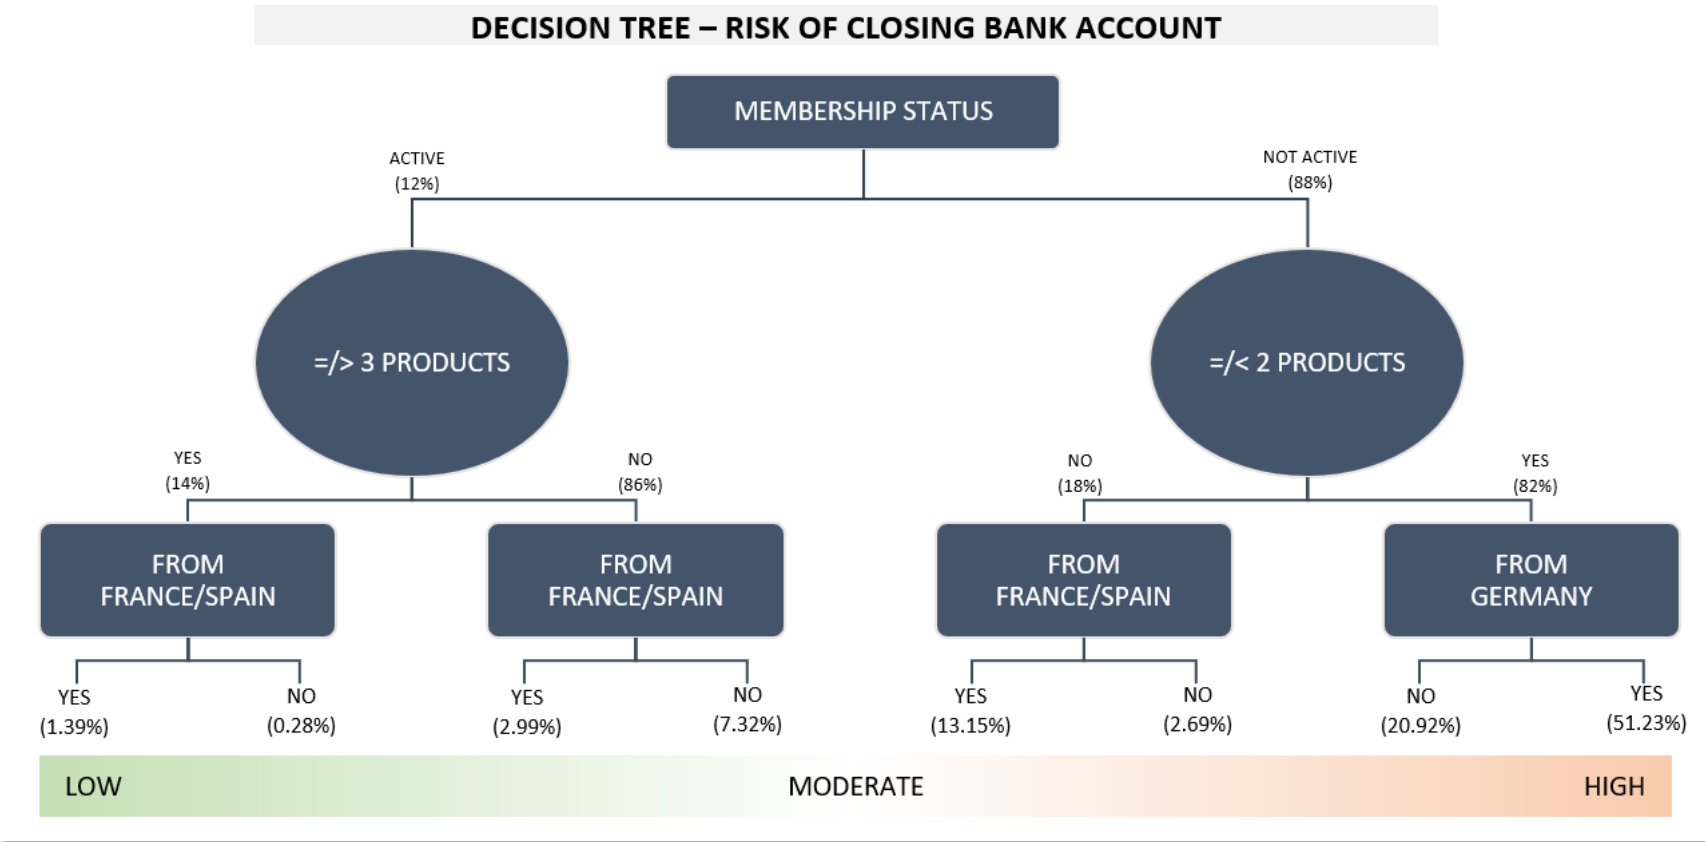 DECISION TREE – RISK OF CLOSING BANK ACCOUNT
MEMBERSHIP STATUS
ACTIVE
(12%)
NOT ACTIVE
(88%)
=/> 3 PRODUCTS
=/< 2 PRODUCTS
YES
(14%)
NO
(86%)
NO
(18%)
YES
(82%)
FROM
FRANCE/SPAIN
FROM
FRANCE/SPAIN
FROM
FRANCE/SPAIN
FROM
GERMANY
YES
(1.39%)
NO
(0.28%)
YES
(2.99%)
NO
(7.32%)
YES
(13.15%)
NO
(2.69%)
NO
(20.92%)
YES
(51.23%)
LOW
MODERATE
HIGH